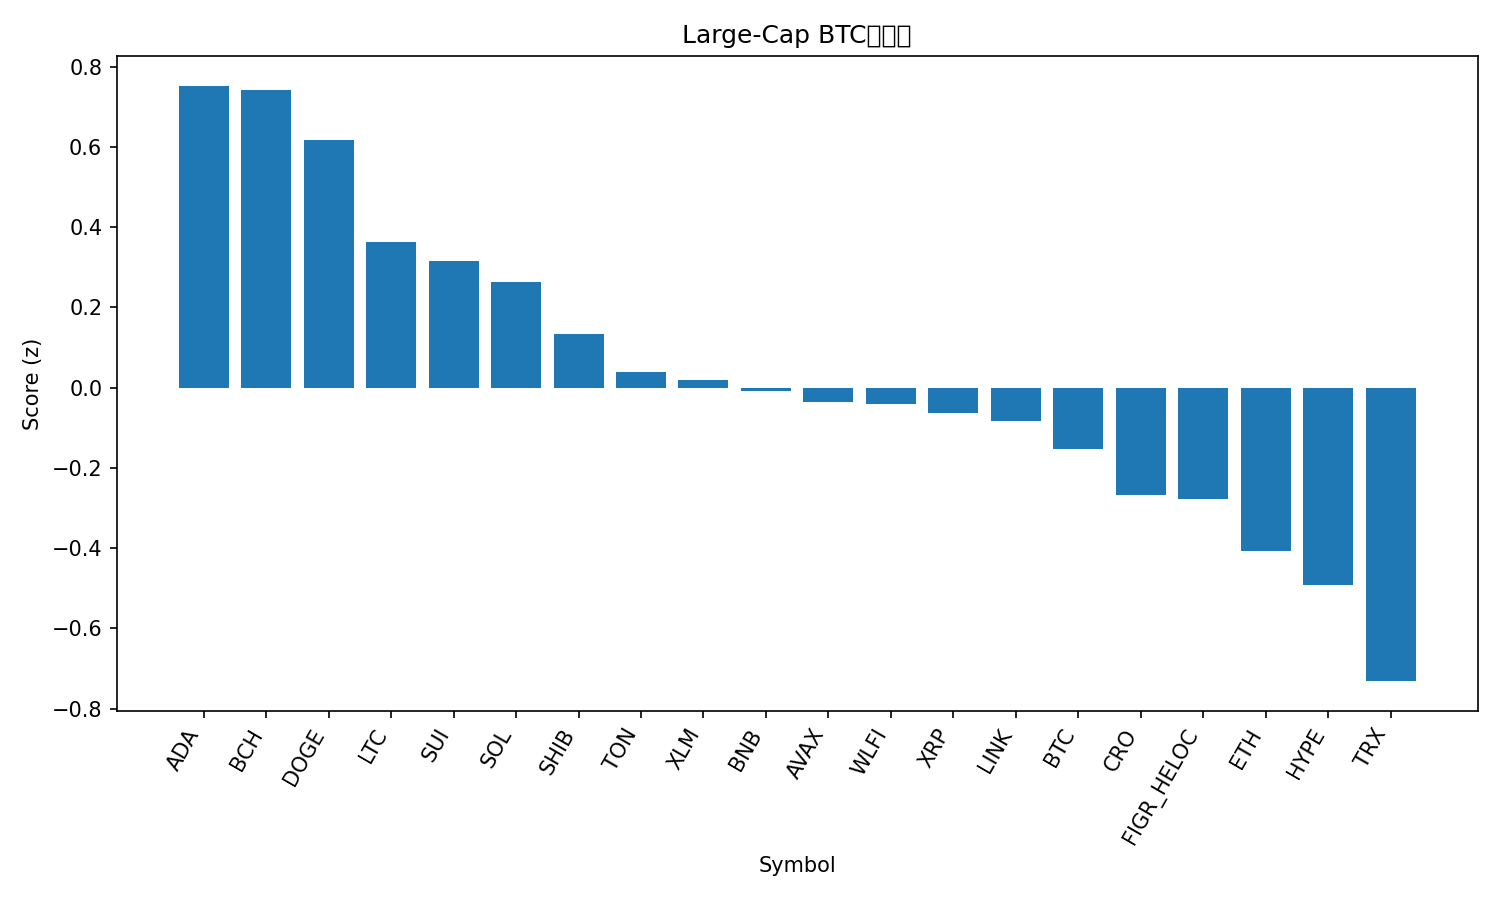 Large-Cap BTC
0.8
0.6
0.4
0.2
0.0
−0.2
−0.4
−0.6
−0.8
Score (z)
ADA
BCH
DOGE
LTC
SUI
SOL
SHIB
TON
XLM
BNB
AVAX
WLFI
XRP
LINK
BTC
CRO
FIGR_HELOC
ETH
HYPE
TRX
Symbol